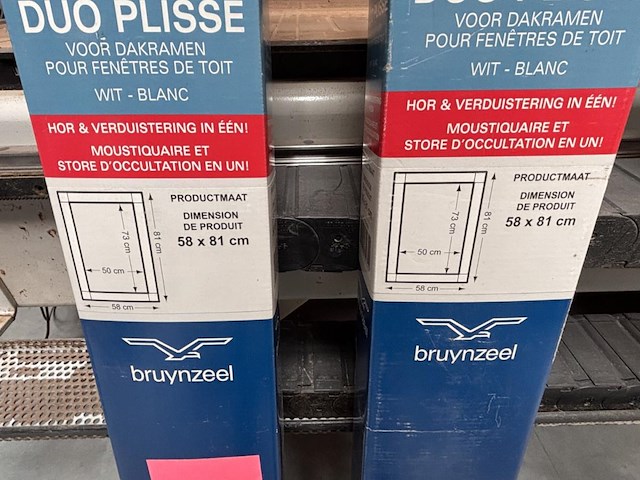 DUO PLISSÉ
VOOR DAKRAMEN
POUR FENÊTRES DE TOIT
WIT - BLANC
HOR & VERDUISTERING IN ÉÉN!
MOUSTIQUAIRE ET
STORE D'OCCULTATION EN UN!
PRODUCTMAAT
DIMENSION
DE PRODUIT
58 x 81 cm
73 cm
81 cm
50 cm
58 cm
bruynzeel
VOOR DAKRAMEN
POUR FENÊTRES DE TOIT
WIT - BLANC
HOR & VERDUISTERING IN ÉÉN!
MOUSTIQUAIRE ET
STORE D'OCCULTATION EN UN!
PRODUCTMAAT
DIMENSION
DE PRODUIT
58 x 81 cm
73 cm
81 cm
50 cm
58 cm
bruynzeel